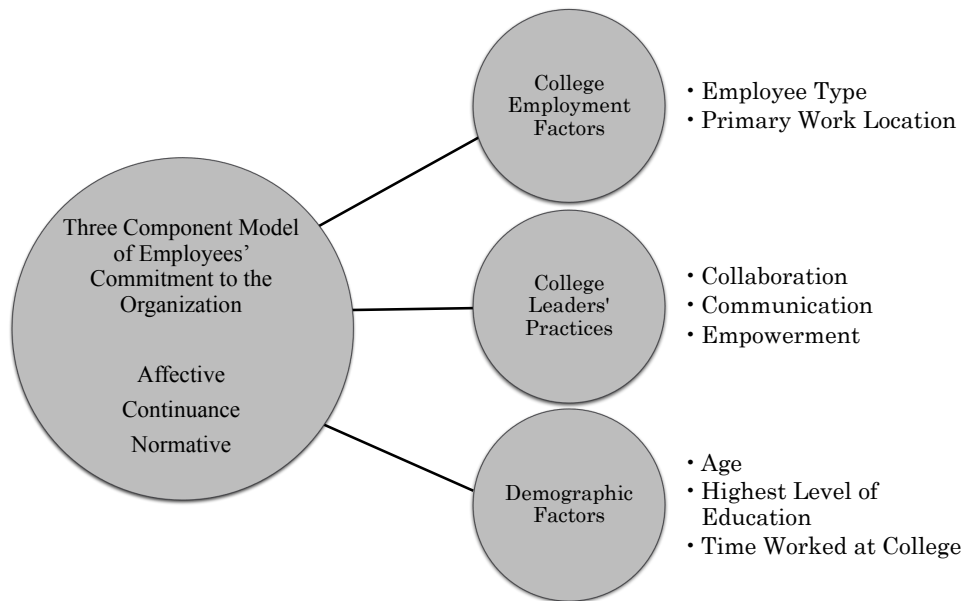 Three Component Model
of Employees’
Commitment to the
Organization
Affective
Continuance
Normative
College
Employment
Factors
• Employee Type
• Primary Work Location
College
Leaders'
Practices
• Collaboration
• Communication
• Empowerment
Demographic
Factors
• Age
• Highest Level of
Education
• Time Worked at College